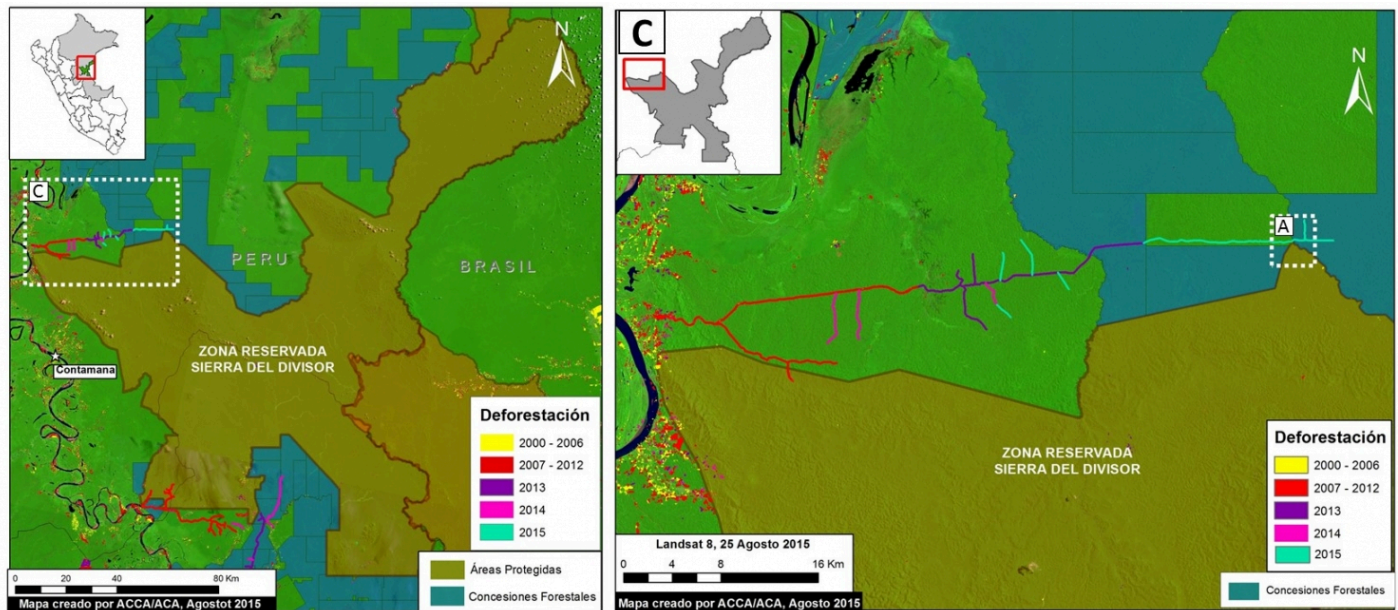 N
C
PERU
BRASIL
ZONA RESERVADA
SIERRA DEL DIVISOR
Contamana
Deforestación
2000 - 2006
2007 - 2012
2013
2014
2015
Áreas Protegidas
Concesiones Forestales
0 20 40 80 Km
Mapa creado por ACCA/ACA, Agostot 2015
C
N
A
ZONA RESERVADA
SIERRA DEL DIVISOR
Deforestación
2000 - 2006
2007 - 2012
2013
2014
2015
Concesiones Forestales
Landsat 8, 25 Agosto 2015
0 4 8 16 Km
Mapa creado por ACCA/ACA, Agosto 2015